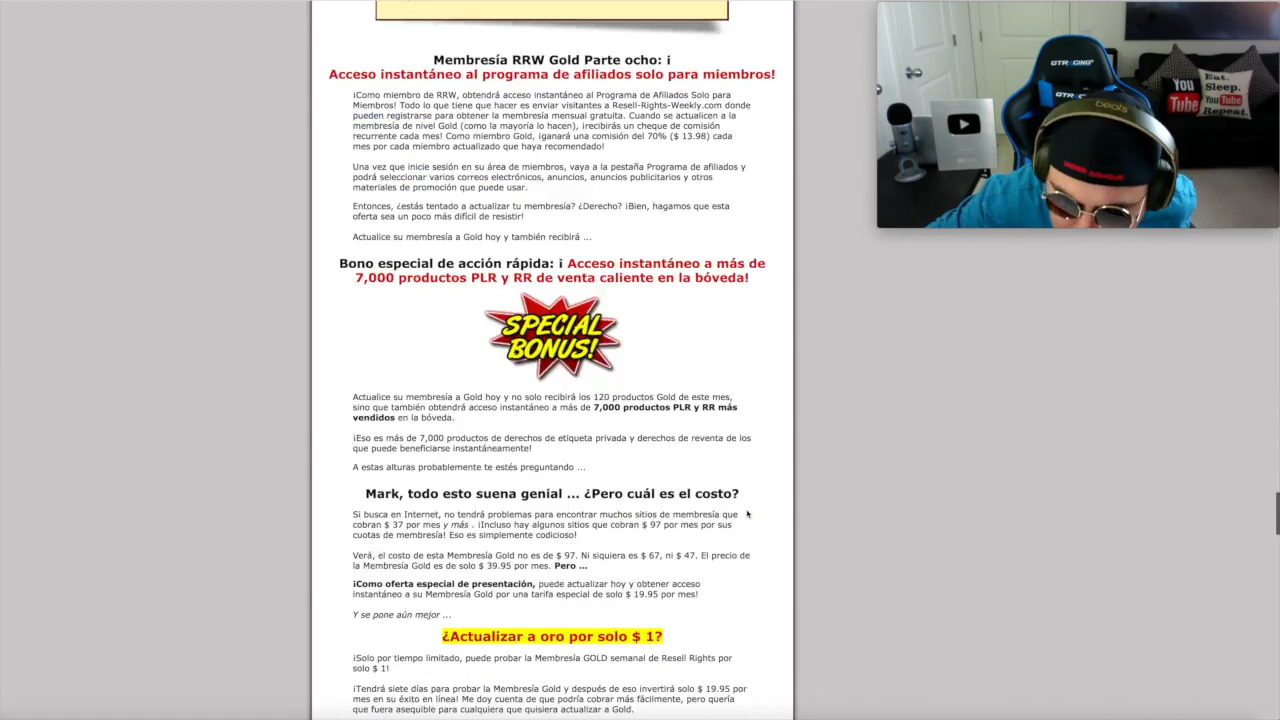 Membresía RRW Gold Parte ocho: ¡
Acceso instantáneo al programa de afiliados solo para miembros!
¡Como miembro de RRW, obtendrá acceso instantáneo al Programa de Afiliados Solo para
Miembros! Todo lo que tiene que hacer es enviar visitantes a Resell-Rights-Weekly.com donde
pueden registrarse para obtener la membresía mensual gratuita. Cuando se actualicen a la
membresía de nivel Gold (como la mayoría lo hacen), ¡recibirás un cheque de comisión
recurrente cada mes! Como miembro Gold, ¡ganará una comisión del 70% ($ 13.98) cada
mes por cada miembro actualizado que haya recomendado!
Una vez que inicie sesión en su área de miembros, vaya a la pestaña Programa de afiliados y
podrá seleccionar varios correos electrónicos, anuncios, anuncios publicitarios y otros
materiales de promoción que puede usar.
Entonces, ¿estás tentado a actualizar tu membresía? ¿Derecho? ¡Bien, hagamos que esta
oferta sea un poco más difícil de resistir!
Actualice su membresía a Gold hoy y también recibirá ...
Bono especial de acción rápida: ¡ Acceso instantáneo a más de
7,000 productos PLR y RR de venta caliente en la bóveda!
SPECIAL
BONUS!
Actualice su membresía a Gold hoy y no solo recibirá los 120 productos Gold de este mes,
sino que también obtendrá acceso instantáneo a más de 7,000 productos PLR y RR más
vendidos en la bóveda.
¡Eso es más de 7,000 productos de derechos de etiqueta privada y derechos de reventa de los
que puede beneficiarse instantáneamente!
A estas alturas probablemente te estés preguntando ...
Mark, todo esto suena genial ... ¿Pero cuál es el costo?
Si busca en Internet, no tendrá problemas para encontrar muchos sitios de membresía que
cobran $ 37 por mes y más . ¡Incluso hay algunos sitios que cobran $ 97 por mes por sus
cuotas de membresía! Eso es simplemente codicioso!
Verá, el costo de esta Membresía Gold no es de $ 97. Ni siquiera es $ 67, ni $ 47. El precio de
la Membresía Gold es de solo $ 39.95 por mes. Pero ...
¡Como oferta especial de presentación, puede actualizar hoy y obtener acceso
instantáneo a su Membresía Gold por una tarifa especial de solo $ 19.95 por mes!
Y se pone aún mejor ...
¿Actualizar a oro por solo $ 1?
¡Solo por tiempo limitado, puede probar la Membresía GOLD semanal de Resell Rights por
solo $ 1!
¡Tendrá siete días para probar la Membresía Gold y después de eso invertirá solo $ 19.95 por
mes en su éxito en línea! Me doy cuenta de que podría cobrar más fácilmente, pero quería
que fuera asequible para cualquiera que quisiera actualizar a Gold.
GTRACING
beats
UNDER ARMOUR
You
Tube
Eat.
Sleep.
YouTube
Repeat.